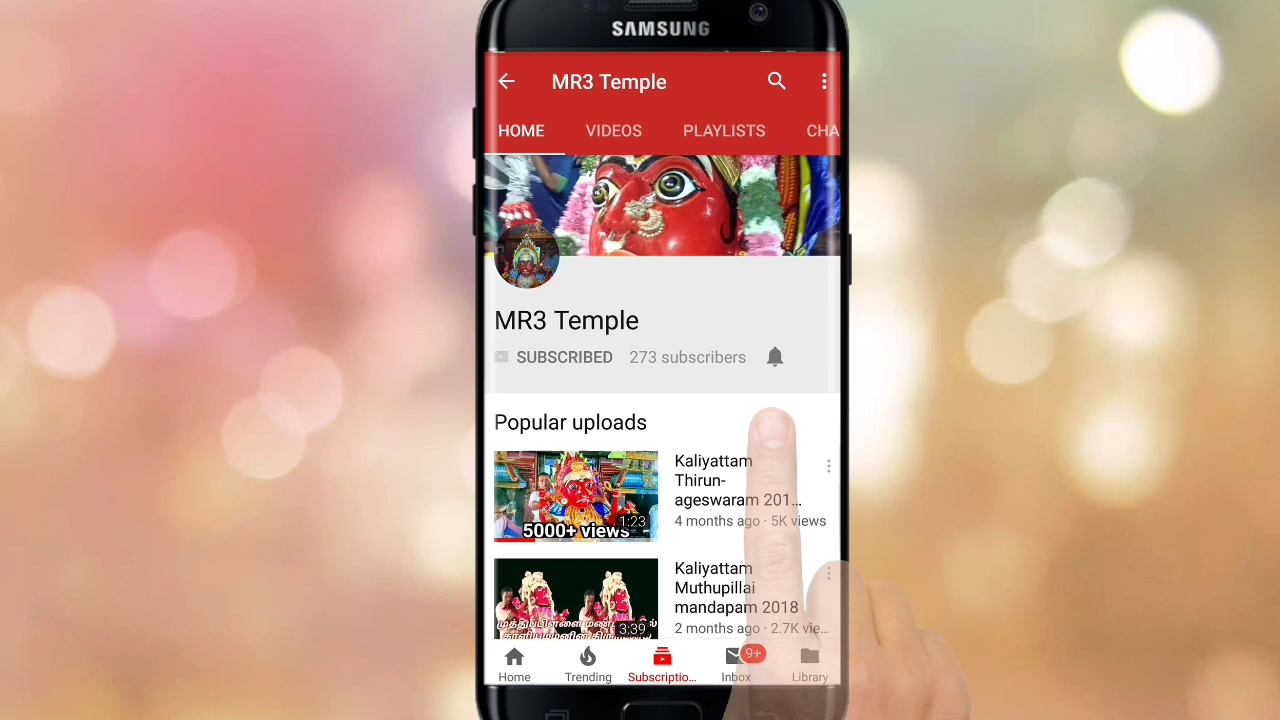 SAMSUNG
MR3 Temple
HOME VIDEOS PLAYLISTS CHA
MR3 Temple
SUBSCRIBED 273 subscribers
Popular uploads
5000+ views
1:23
Kaliyattam
Thirun-
ageswaram 201...
4 months ago · 5K views
முத்துப்பிள்ளை மண்
3:39
Kaliyattam
Muthupillai
mandapam 2018
2 months ago · 2.7K vie...
Home Trending Subscriptio... Inbox 9+ Library